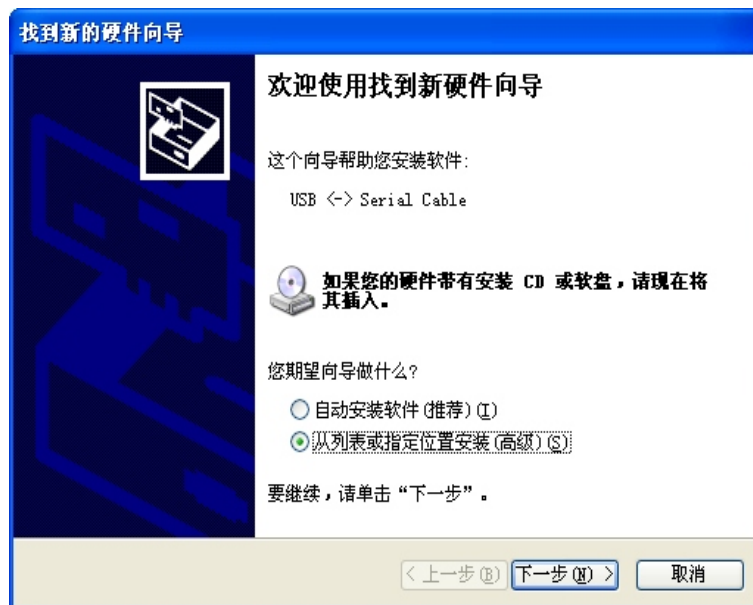 找到新的硬件向导
欢迎使用找到新硬件向导
这个向导帮助您安装软件:
USB <-> Serial Cable
如果您的硬件带有安装 CD 或软盘，请现在将
其插入。
您期望向导做什么?
自动安装软件(推荐)(I)
从列表或指定位置安装(高级)(S)
要继续，请单击“下一步”。
< 上一步(B) 下一步(N) > 取消